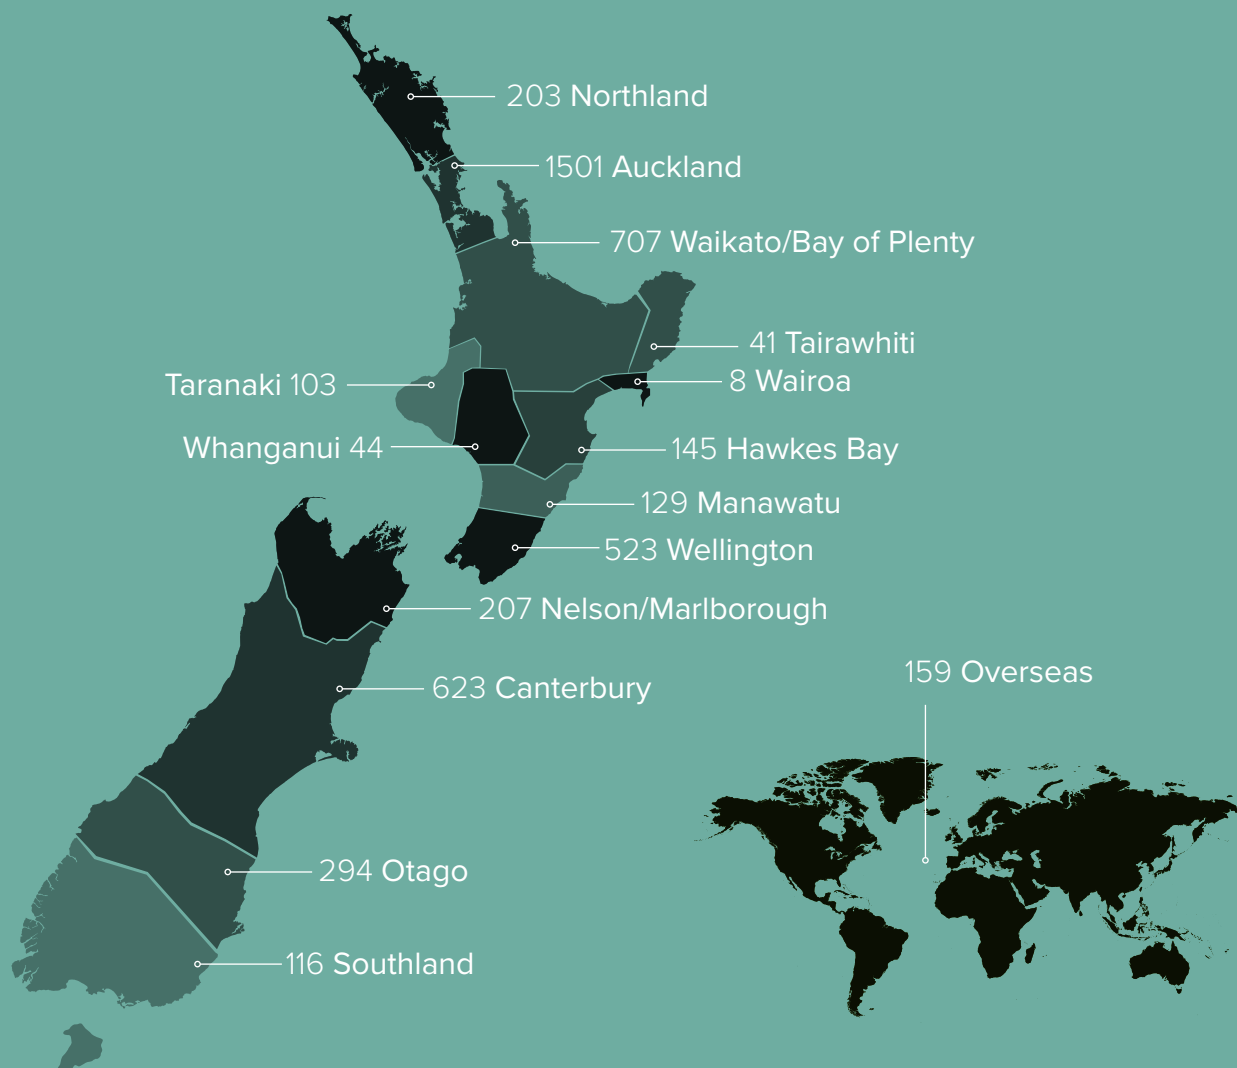 203 Northland
1501 Auckland
707 Waikato/Bay of Plenty
41 Tairawhiti
8 Wairoa
Taranaki 103
Whanganui 44
145 Hawkes Bay
129 Manawatu
523 Wellington
207 Nelson/Marlborough
159 Overseas
623 Canterbury
294 Otago
116 Southland